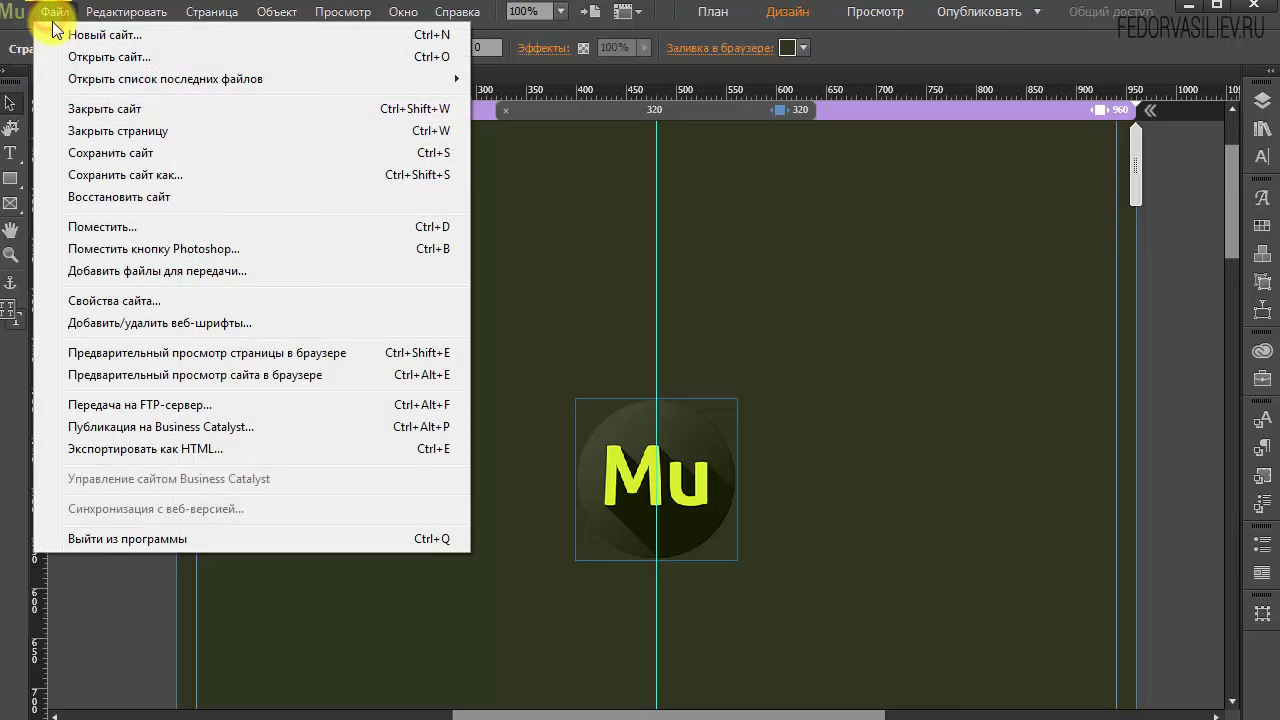 Mu Файл Редактировать Страница Объект Просмотр Окно Справка 100% План Дизайн Просмотр Опубликовать Общий доступ
FEDORVASILIEV.RU
Эффекты: 100% Заливка в браузере:
300 350 400 450 500 550 600 650 700 750 800 850 900 950 1000
320 320 960
Новый сайт... Ctrl+N
Открыть сайт... Ctrl+O
Открыть список последних файлов
Закрыть сайт Ctrl+Shift+W
Закрыть страницу Ctrl+W
Сохранить сайт Ctrl+S
Сохранить сайт как... Ctrl+Shift+S
Восстановить сайт
Поместить... Ctrl+D
Поместить кнопку Photoshop... Ctrl+B
Добавить файлы для передачи...
Свойства сайта...
Добавить/удалить веб-шрифты...
Предварительный просмотр страницы в браузере Ctrl+Shift+E
Предварительный просмотр сайта в браузере Ctrl+Alt+E
Передача на FTP-сервер... Ctrl+Alt+F
Публикация на Business Catalyst... Ctrl+Alt+P
Экспортировать как HTML... Ctrl+E
Управление сайтом Business Catalyst
Синхронизация с веб-версией...
Выйти из программы Ctrl+Q
Mu
600
650
700